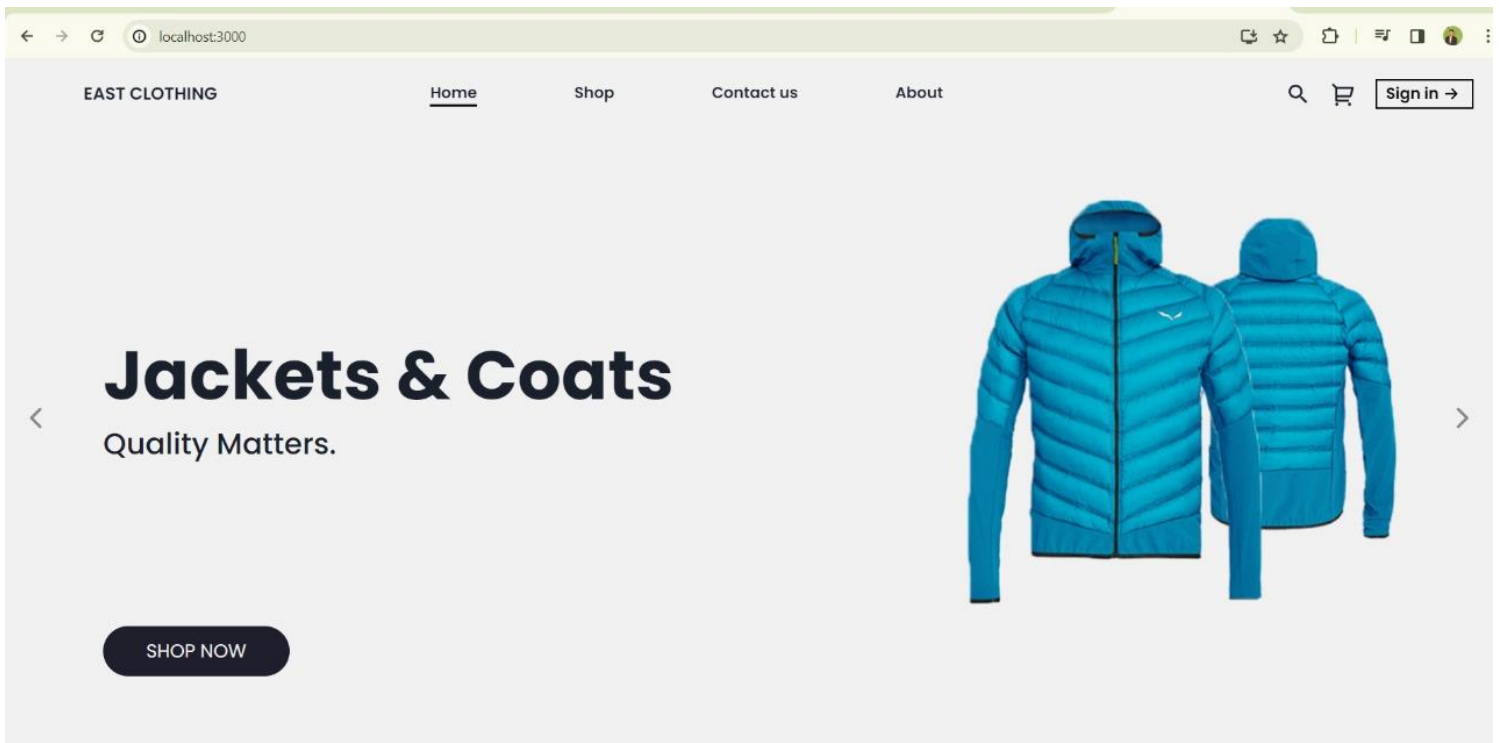 localhost:3000
EAST CLOTHING Home Shop Contact us About Sign in →
Jackets & Coats
Quality Matters.
SHOP NOW